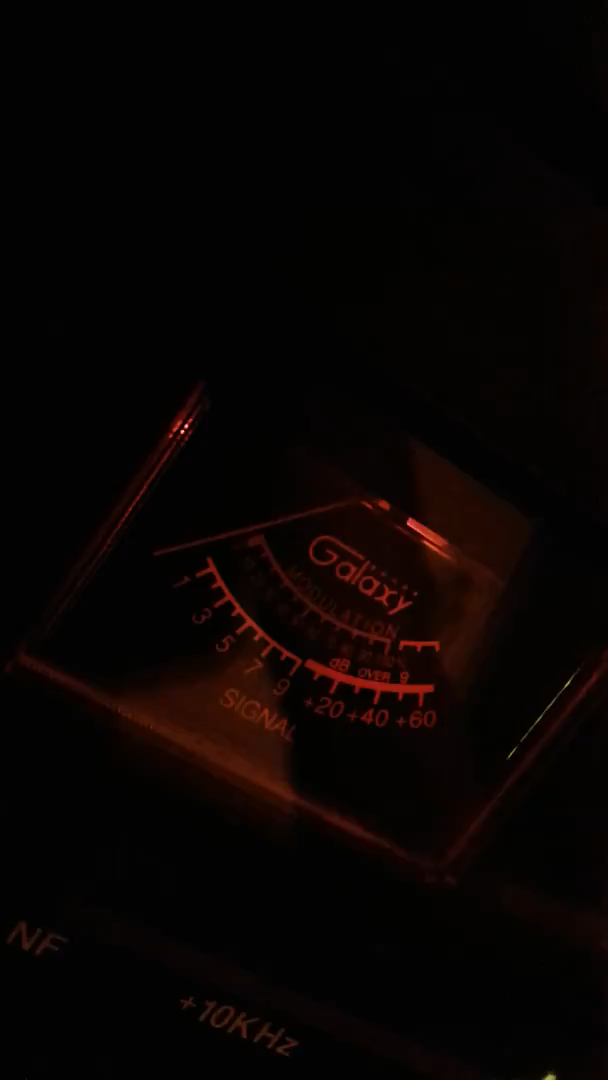 Galaxy
MODULATION
dB OVER 9
1 3 5 7 9 +20 +40 +60
SIGNAL
NF
+10KHz